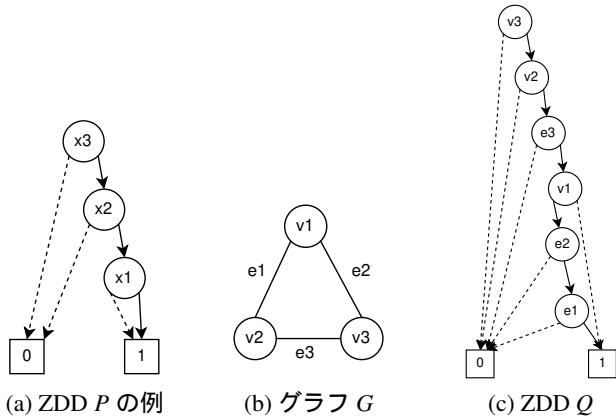 x3
x2
x1
0
1
(a) ZDD P の例
v1
e1
e2
v2
v3
e3
(b) グラフ G
v3
v2
e3
v1
e2
e1
0
1
(c) ZDD Q